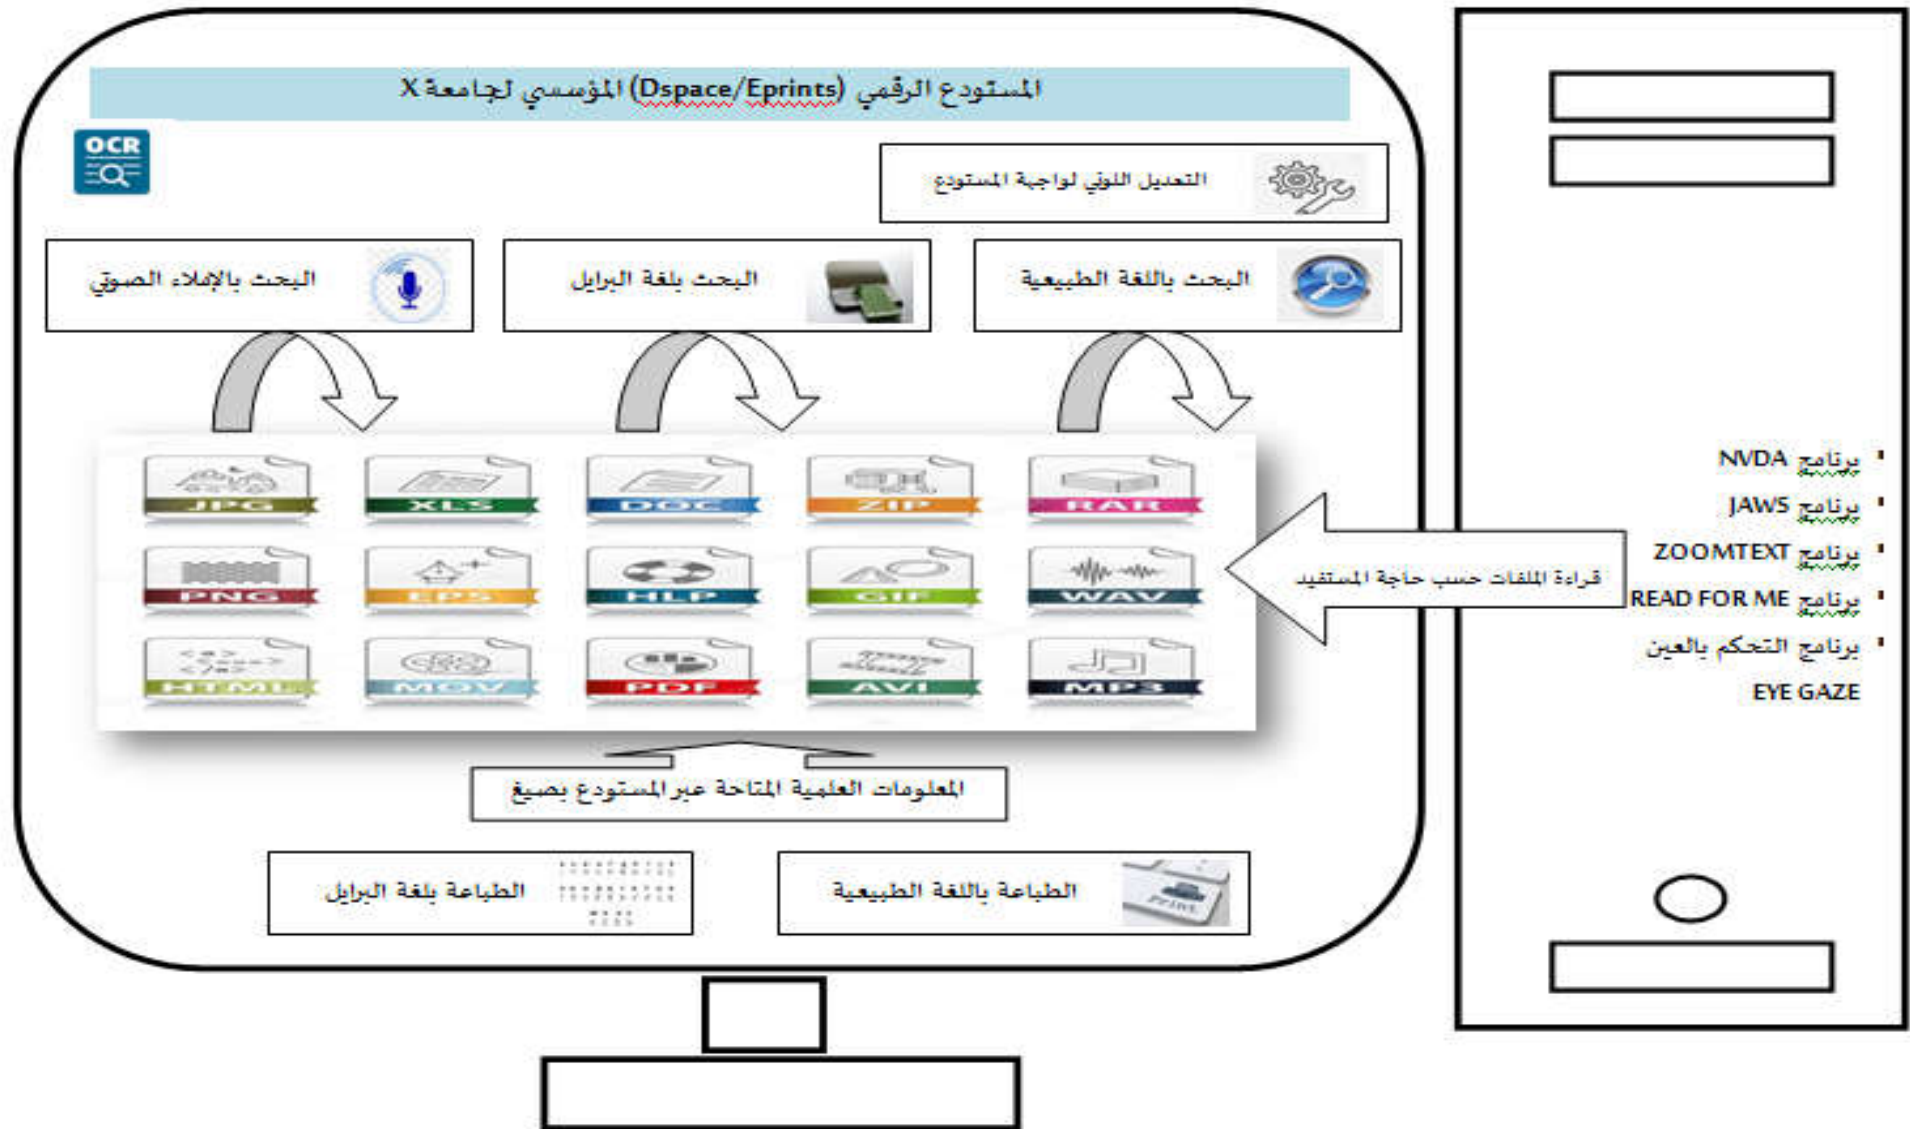 المستودع الرقمي (Dspace/Eprints) المؤسسي لجامعة X
OCR
التعديل اللوني لواجهة المستودع
البحث باللغة الطبيعية
البحث بلغة البرايل
البحث بالإملاء الصوتي
JPG XLS DOC ZIP RAR
PNG EPS HLP GIF WAV
HTML MOV PDF AVI MP3
قراءة الملفات حسب حاجة المستفيد
المعلومات العلمية المتاحة عبر المستودع بصيغ
الطباعة باللغة الطبيعية
Print
الطباعة بلغة البرايل
برنامج NVDA
برنامج JAWS
برنامج ZOOMTEXT
برنامج READ FOR ME
برنامج التحكم بالعين
EYE GAZE